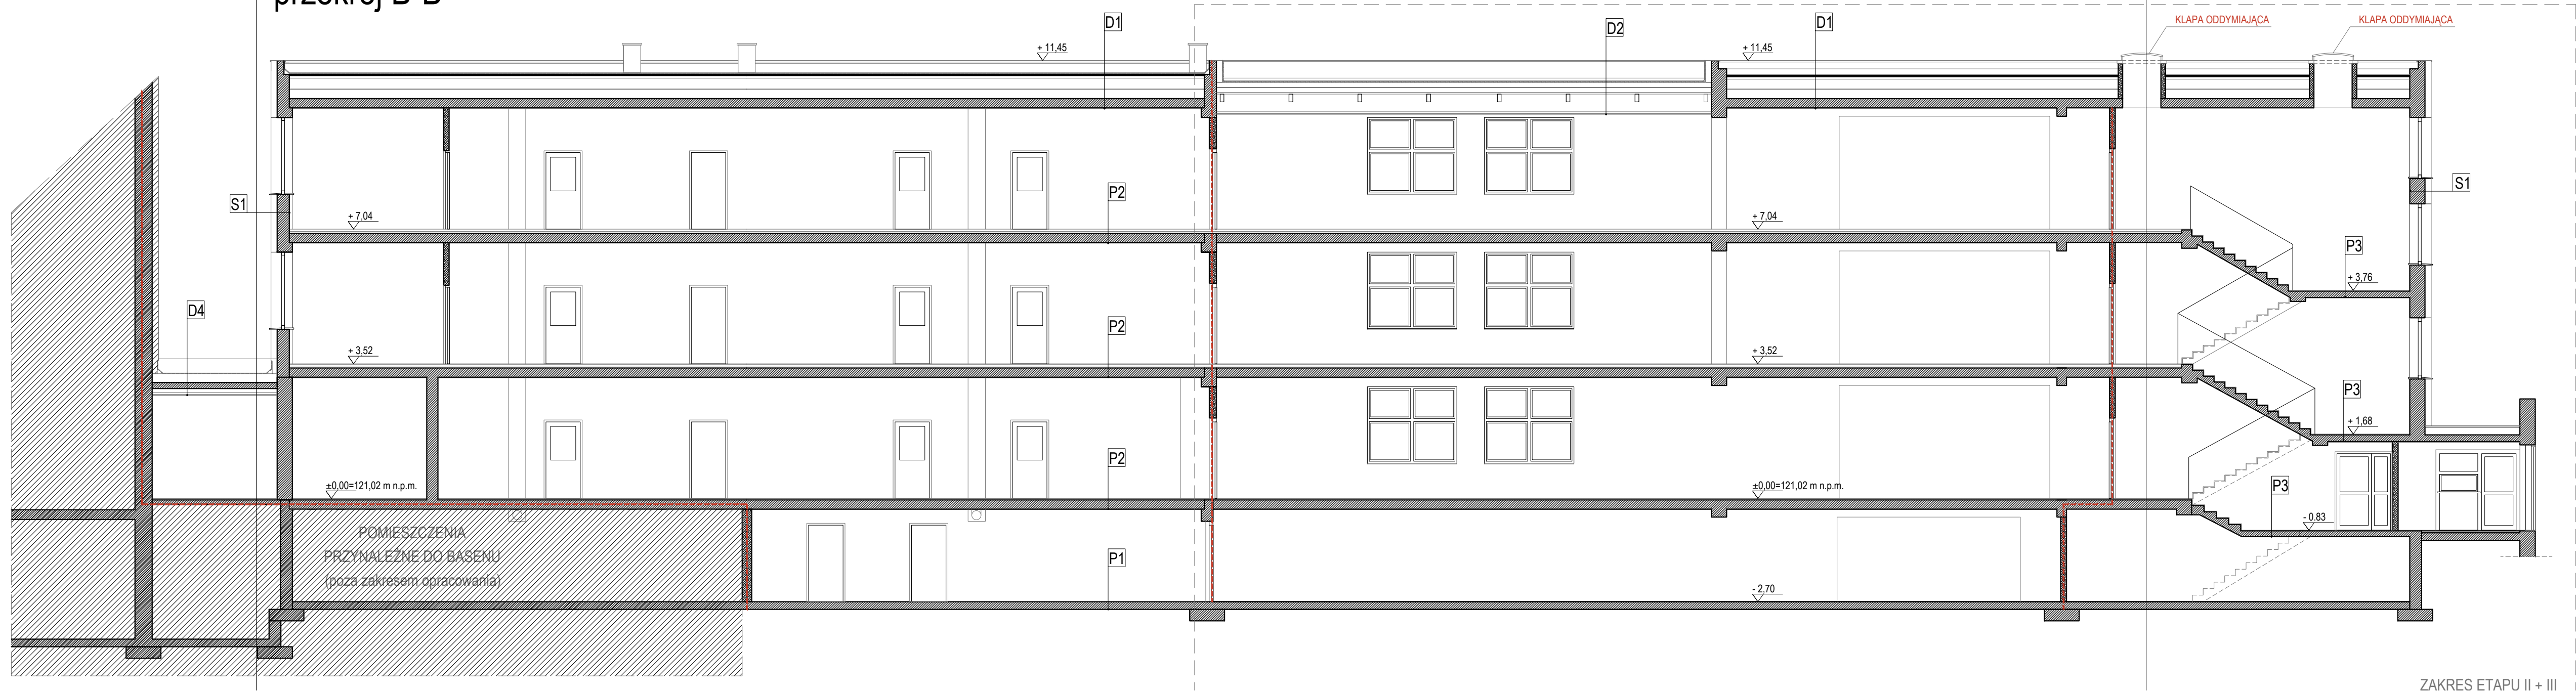 przekrój B-B
D1
D2
D1
KLAPA ODDYMIAJĄCA
KLAPA ODDYMIAJĄCA
+ 11,45
+ 11,45
S1
+ 7,04
P2
+ 7,04
S1
P3
+ 3,76
D4
+ 3,52
P2
+ 3,52
P3
+ 1,68
P2
±0,00=121,02 m n.p.m.
±0,00=121,02 m n.p.m.
P3
- 0.83
POMIESZCZENIA
PRZYNALEŻNE DO BASENU
(poza zakresem opracowania)
P1
- 2,70
ZAKRES ETAPU II + III